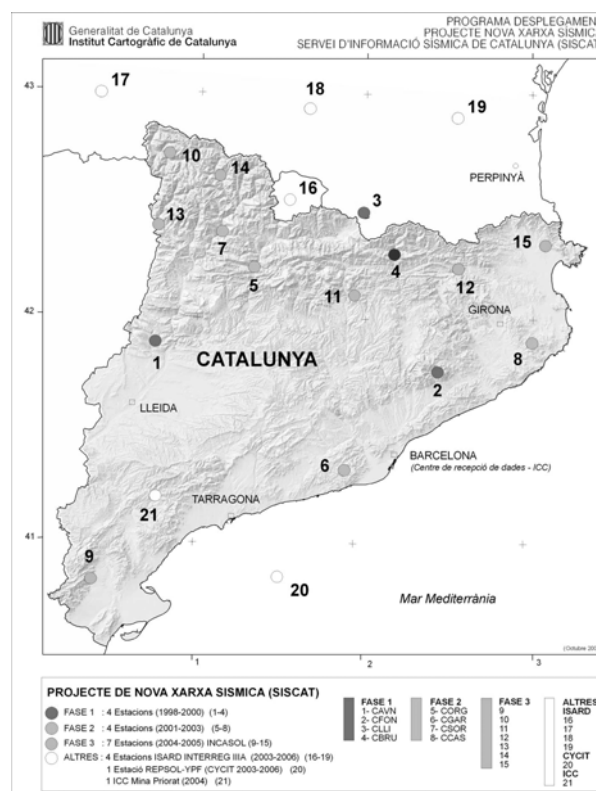 Generalitat de Catalunya
Institut Cartogràfic de Catalunya
PROGRAMA DESPLEGAMEN
PROJECTE NOVA XARXA SÍSMICA
SERVEI D'INFORMACIÓ SÍSMICA DE CATALUNYA (SISCAT)
43
17
18
19
10
14
PERPINYÀ
16
3
13
15
7
4
5
12
11
42
GIRONA
CATALUNYA
8
1
2
LLEIDA
BARCELONA
(Centre de recepció de dades - ICC)
6
TARRAGONA
21
41
9
20
Mar Mediterrània
1
2
3
PROJECTE DE NOVA XARXA SISMICA (SISCAT)
FASE 1 : 4 Estacions (1998-2000) (1-4)
FASE 2 : 4 Estacions (2001-2003) (5-8)
FASE 3 : 7 Estacions (2004-2005) INCASOL (9-15)
ALTRES : 4 Estacions ISARD INTERREG IIIA (2003-2006) (16-19)
1 Estació REPSOL-YPF (CYCIT 2003-2006) (20)
1 ICC Mina Priorat (2004) (21)
FASE 1
1- CAVN
2- CFON
3- CLLI
4- CBRU
FASE 2
5- CORG
6- CGAR
7- CSOR
8- CCAS
FASE 3
9
10
11
12
13
14
15
ALTRES
ISARD
16
17
18
19
CYCIT
20
ICC
21